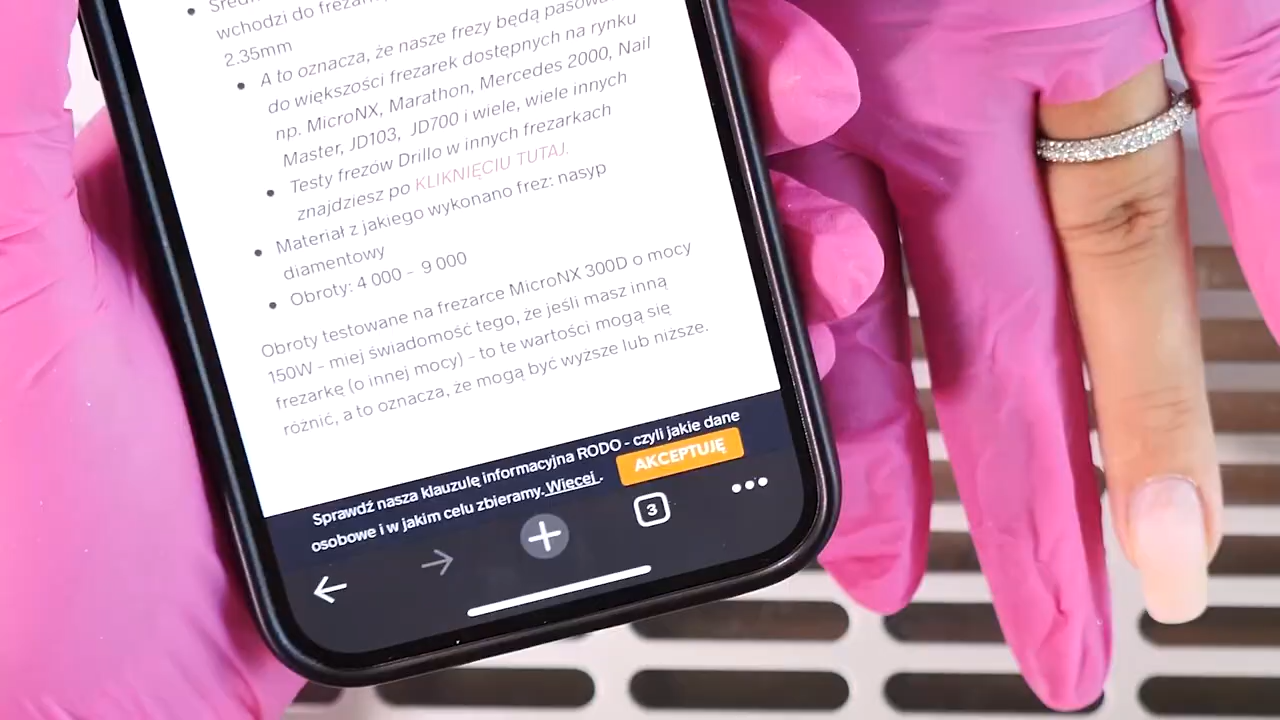 wchodzi do frezarki
2.35mm
A to oznacza, że nasze frezy będą pasować
do większości frezarek dostępnych na rynku
np. MicroNX, Marathon, Mercedes 2000, Nail
Master, JD103, JD700 i wiele, wiele innych
Testy frezów Drillo w innych frezarkach
znajdziesz po KLIKNIĘCIU TUTAJ.
Materiał z jakiego wykonano frez: nasyp
diamentowy
Obroty: 4 000 - 9 000
Obroty testowane na frezarce MicroNX 300D o mocy
150W - miej świadomość tego, że jeśli masz inną
frezarkę (o innej mocy) - to te wartości mogą się
różnić, a to oznacza, że mogą być wyższe lub niższe.
Sprawdź nasza klauzulę informacyjna RODO - czyli jakie dane
osobowe i w jakim celu zbieramy. Więcej.
AKCEPTUJĘ
3